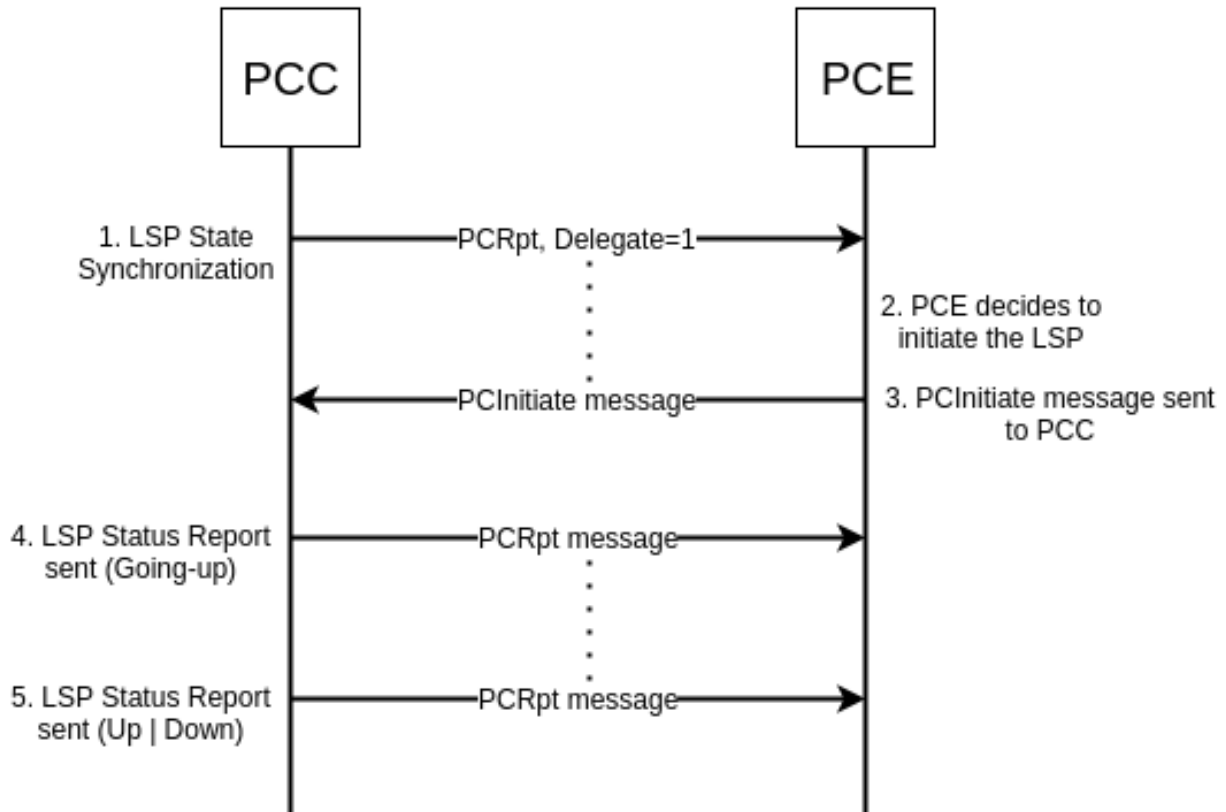 PCC
PCE
1. LSP State
Synchronization
PCRpt, Delegate=1
2. PCE decides to
initiate the LSP
PCInitiate message
3. PCInitiate message sent
to PCC
4. LSP Status Report
sent (Going-up)
PCRpt message
5. LSP Status Report
sent (Up | Down)
PCRpt message